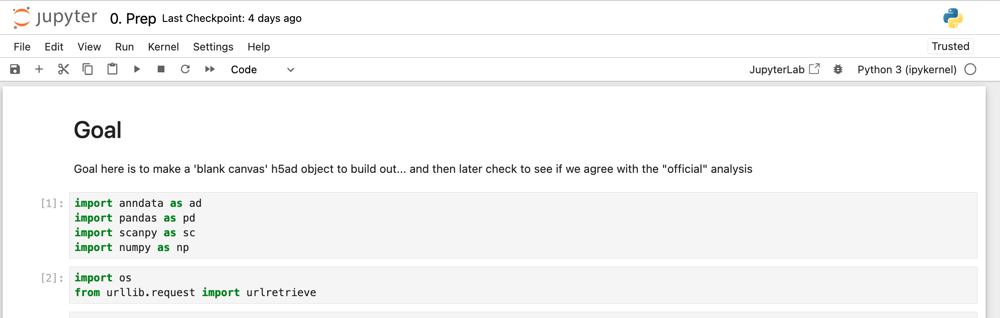 jupyter 0. Prep Last Checkpoint: 4 days ago
File Edit View Run Kernel Settings Help Trusted
Code JupyterLab Python 3 (ipykernel)
Goal
Goal here is to make a 'blank canvas' h5ad object to build out... and then later check to see if we agree with the "official" analysis
[1]: import anndata as ad
import pandas as pd
import scanpy as sc
import numpy as np
[2]: import os
from urllib.request import urlretrieve